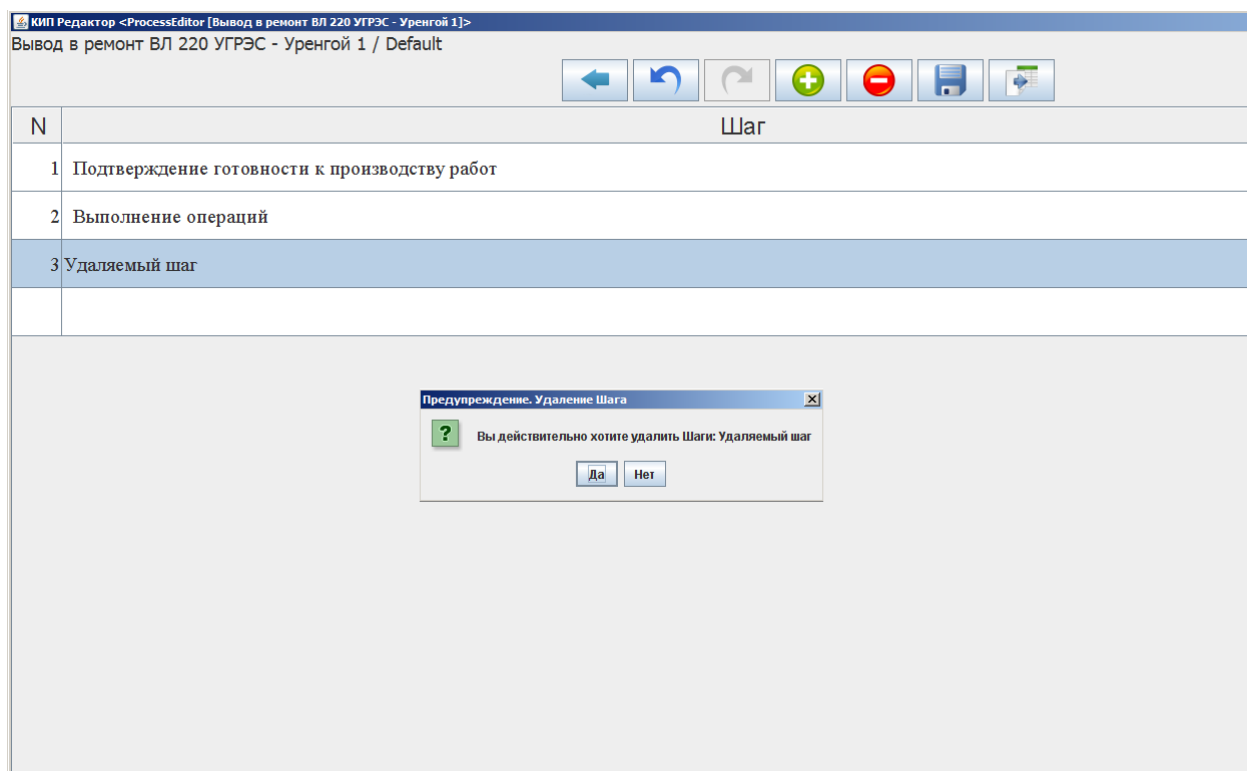 КИП Редактор <ProcessEditor [Вывод в ремонт ВЛ 220 УГРЭС - Уренгой 1]>
Вывод в ремонт ВЛ 220 УГРЭС - Уренгой 1 / Default
N Шаг
1 Подтверждение готовности к производству работ
2 Выполнение операций
3 Удаляемый шаг
Предупреждение. Удаление Шага
? Вы действительно хотите удалить Шаги: Удаляемый шаг
Да Нет